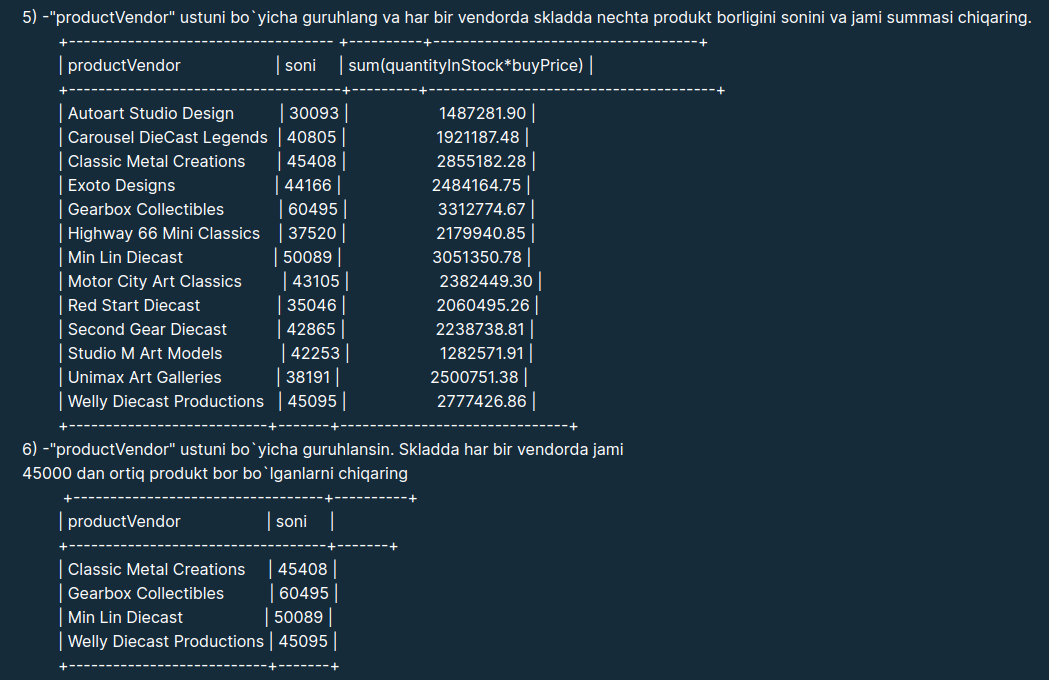 5) -"productVendor" ustuni bo`yicha guruhlang va har bir vendorda skladda nechta produkt borligini sonini va jami summasi chiqaring.
+----------------------------------- +----------+------------------------------------+
| productVendor | soni | sum(quantityInStock*buyPrice) |
+-------------------------------------+---------+---------------------------------------+
| Autoart Studio Design | 30093 | 1487281.90 |
| Carousel DieCast Legends | 40805 | 1921187.48 |
| Classic Metal Creations | 45408 | 2855182.28 |
| Exoto Designs | 44166 | 2484164.75 |
| Gearbox Collectibles | 60495 | 3312774.67 |
| Highway 66 Mini Classics | 37520 | 2179940.85 |
| Min Lin Diecast | 50089 | 3051350.78 |
| Motor City Art Classics | 43105 | 2382449.30 |
| Red Start Diecast | 35046 | 2060495.26 |
| Second Gear Diecast | 42865 | 2238738.81 |
| Studio M Art Models | 42253 | 1282571.91 |
| Unimax Art Galleries | 38191 | 2500751.38 |
| Welly Diecast Productions | 45095 | 2777426.86 |
+---------------------------+-------+-------------------------------+
6) -"productVendor" ustuni bo`yicha guruhlansin. Skladda har bir vendorda jami
45000 dan ortiq produkt bor bo`lganlarni chiqaring
+----------------------------------+----------+
| productVendor | soni |
+-----------------------------------+-------+
| Classic Metal Creations | 45408 |
| Gearbox Collectibles | 60495 |
| Min Lin Diecast | 50089 |
| Welly Diecast Productions | 45095 |
+---------------------------+-------+